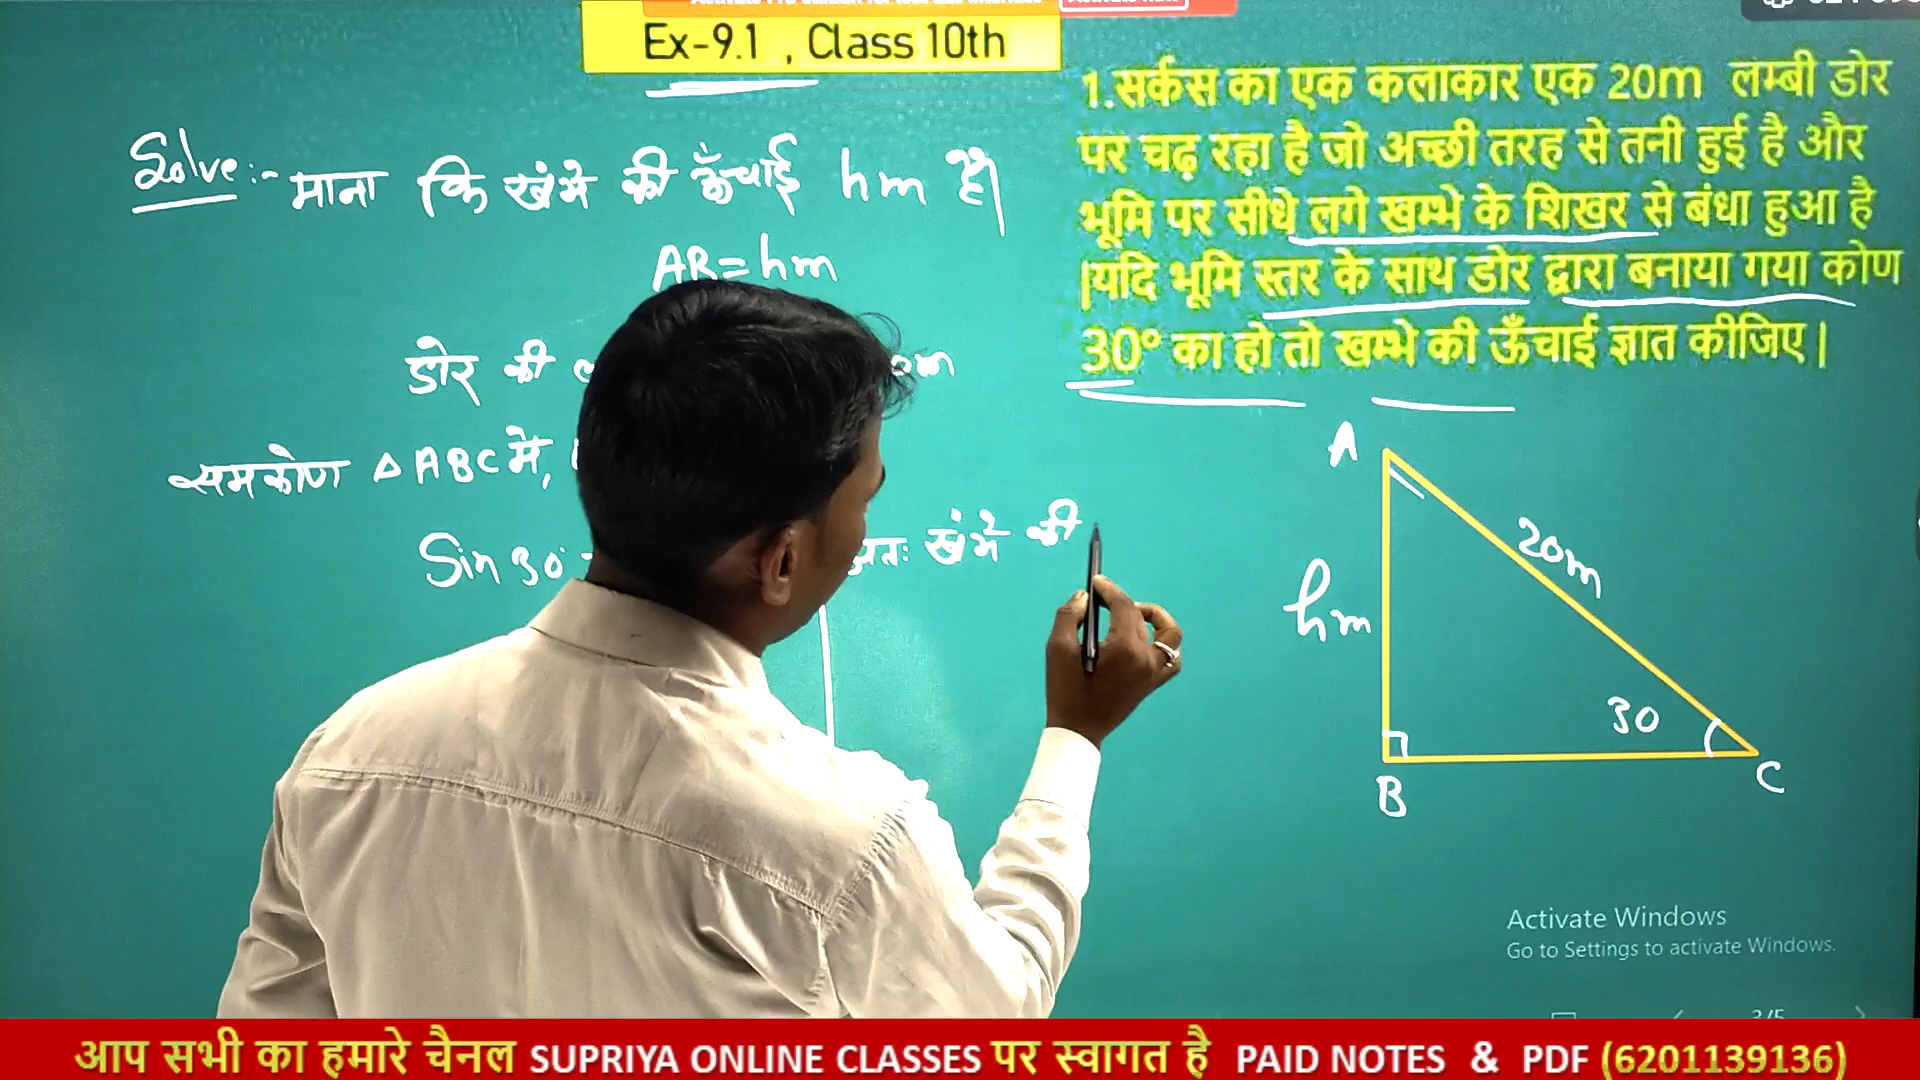 Ex-9.1 , Class 10th
1.सर्कस का एक कलाकार एक 20m लम्बी डोर
पर चढ़ रहा है जो अच्छी तरह से तनी हुई है और
भूमि पर सीधे लगे खम्भे के शिखर से बंधा हुआ है
|यदि भूमि स्तर के साथ डोर द्वारा बनाया गया कोण
30° का हो तो खम्भे की ऊँचाई ज्ञात कीजिए |
Solve:- माना कि खंभे की ऊँचाई hm है।
AB=hm
डोर की
समकोण ∆ABC में,
Sin 30°
अतः खंभे की
A
20m
hm
30
B
C
Activate Windows
Go to Settings to activate Windows.
3/5
आप सभी का हमारे चैनल SUPRIYA ONLINE CLASSES पर स्वागत है PAID NOTES & PDF (6201139136)